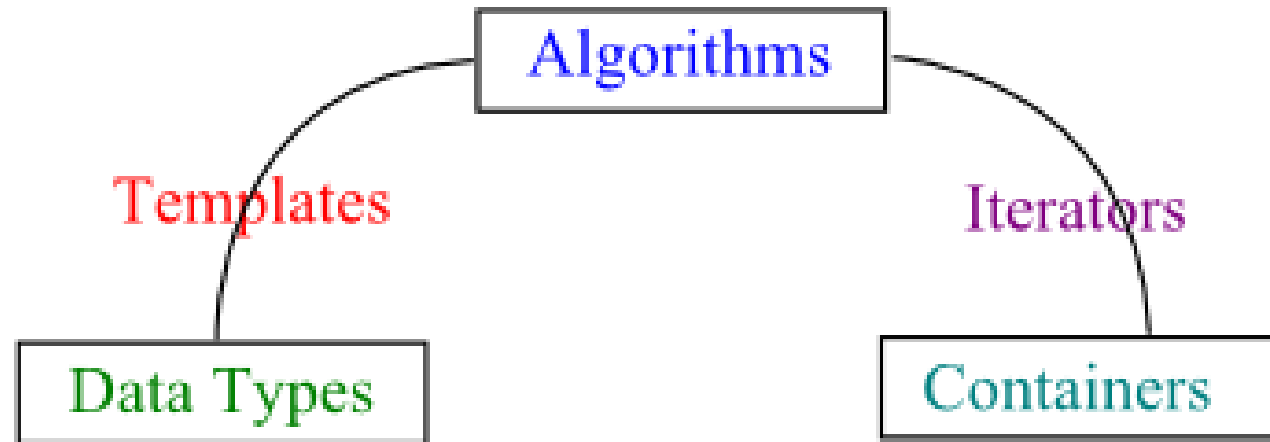 Algorithms
Templates
Iterators
Data Types
Containers